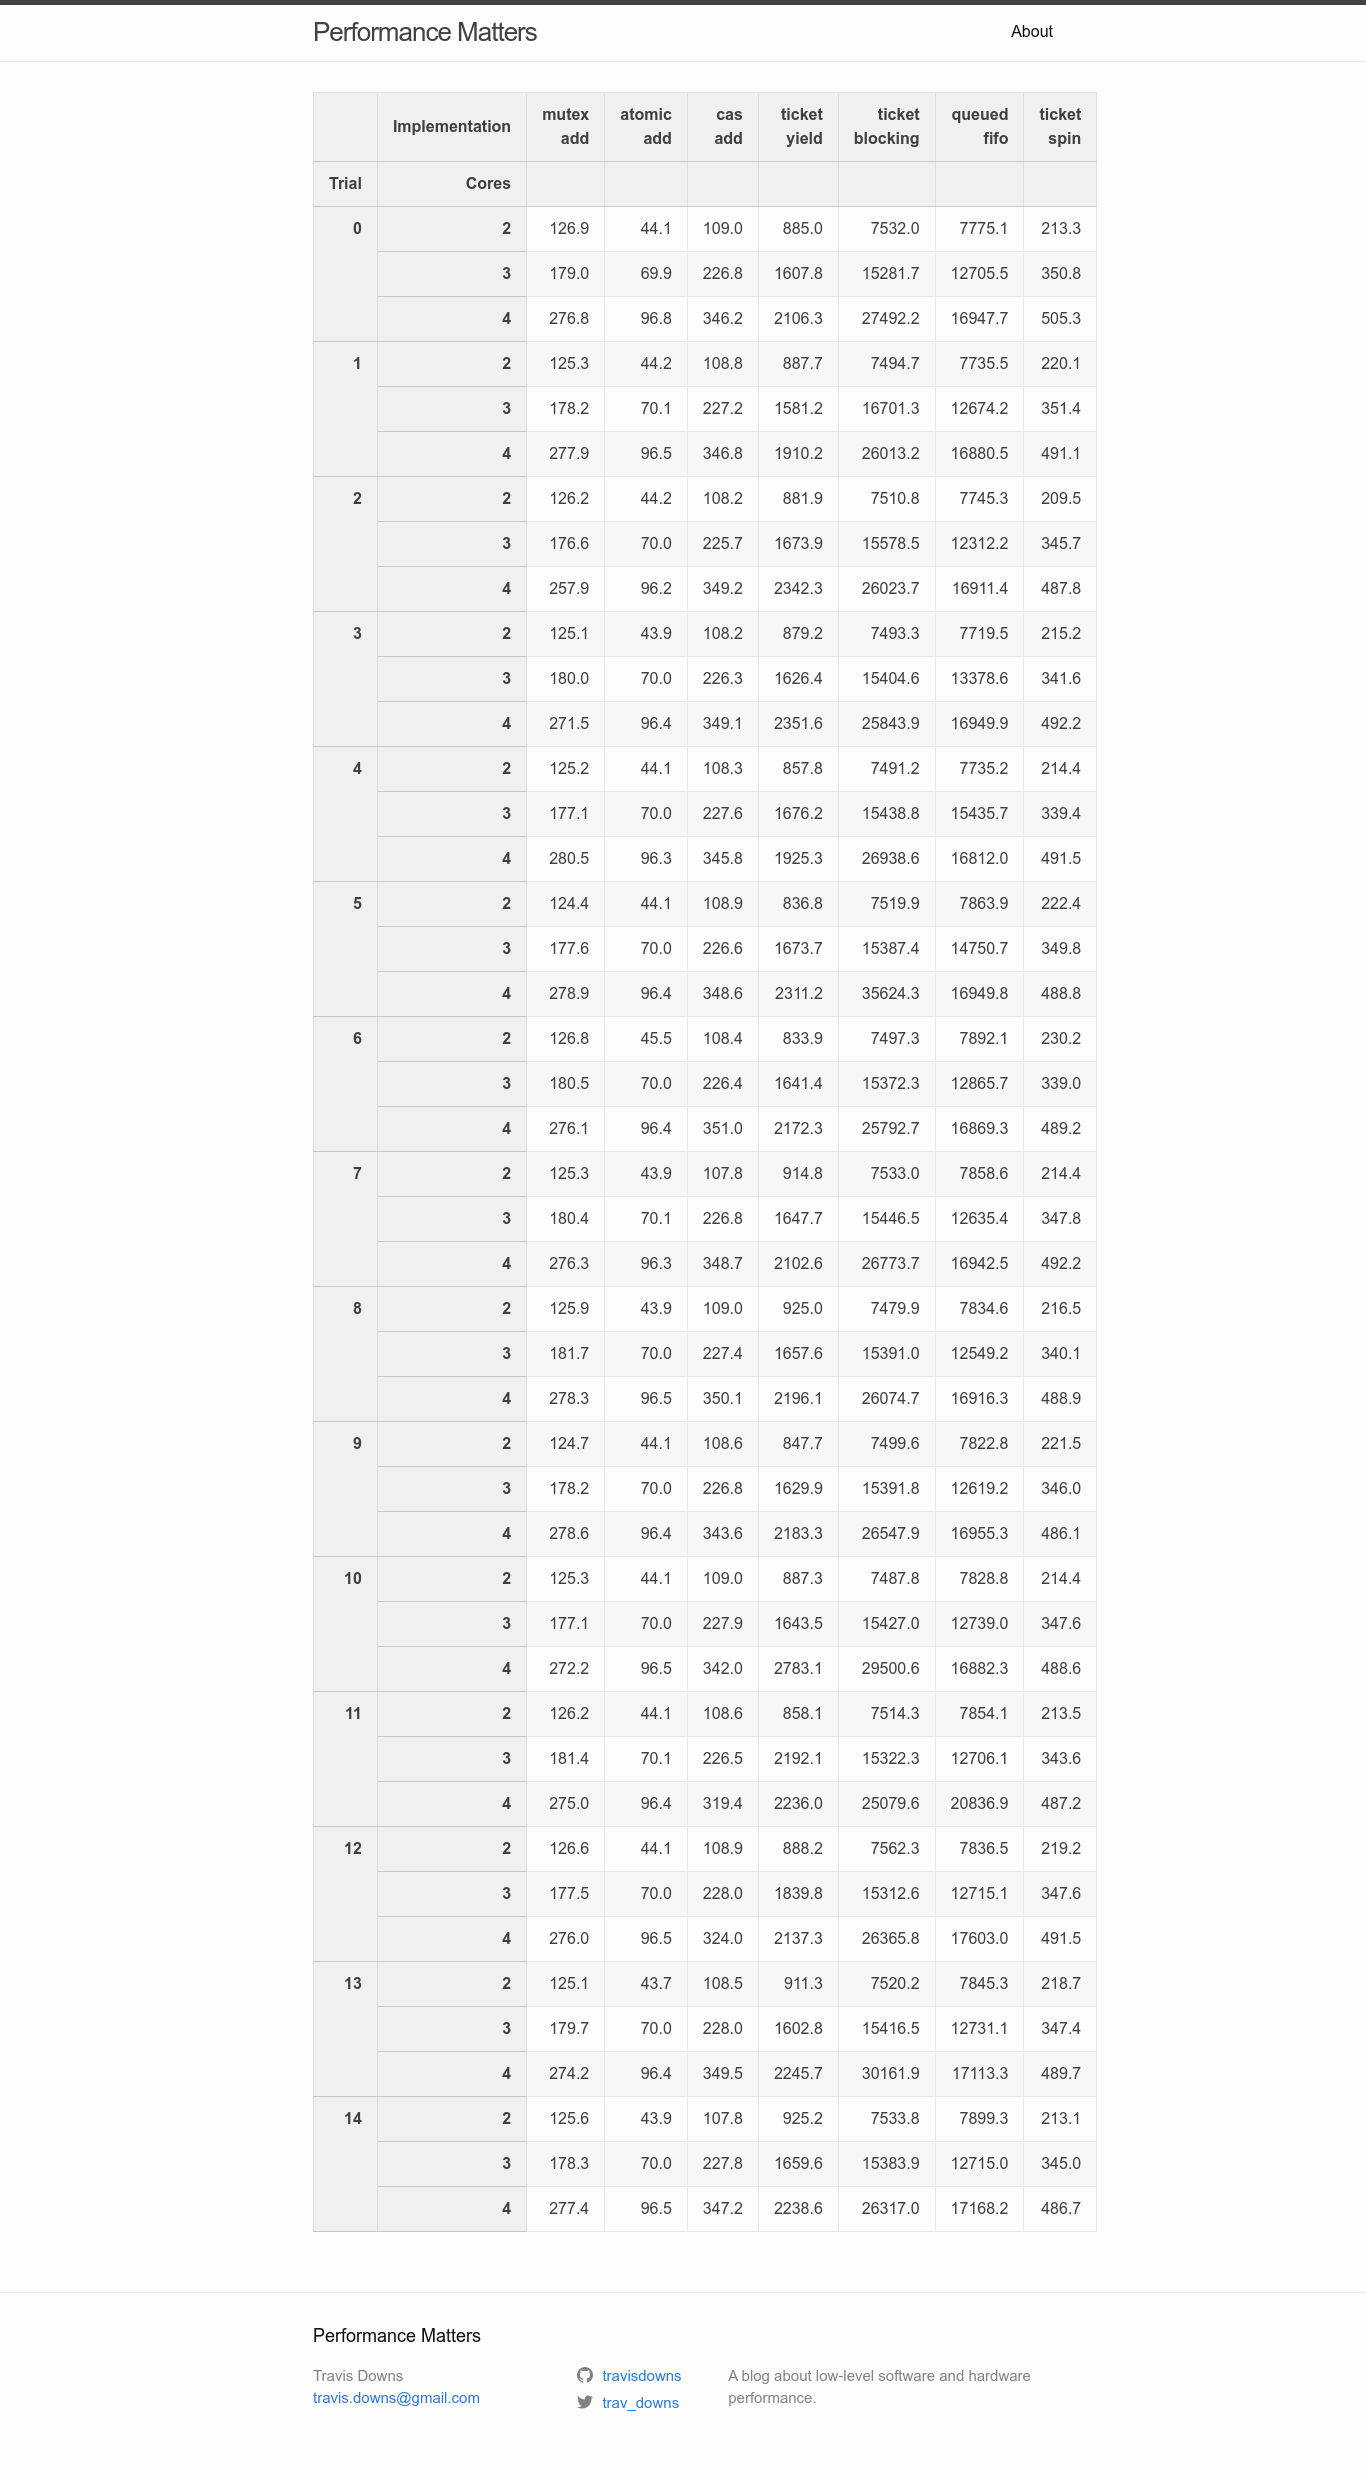 Performance Matters
About
Implementation mutex add atomic add cas add ticket yield ticket blocking queued fifo ticket spin
Trial Cores
0 2 126.9 44.1 109.0 885.0 7532.0 7775.1 213.3
3 179.0 69.9 226.8 1607.8 15281.7 12705.5 350.8
4 276.8 96.8 346.2 2106.3 27492.2 16947.7 505.3
1 2 125.3 44.2 108.8 887.7 7494.7 7735.5 220.1
3 178.2 70.1 227.2 1581.2 16701.3 12674.2 351.4
4 277.9 96.5 346.8 1910.2 26013.2 16880.5 491.1
2 2 126.2 44.2 108.2 881.9 7510.8 7745.3 209.5
3 176.6 70.0 225.7 1673.9 15578.5 12312.2 345.7
4 257.9 96.2 349.2 2342.3 26023.7 16911.4 487.8
3 2 125.1 43.9 108.2 879.2 7493.3 7719.5 215.2
3 180.0 70.0 226.3 1626.4 15404.6 13378.6 341.6
4 271.5 96.4 349.1 2351.6 25843.9 16949.9 492.2
4 2 125.2 44.1 108.3 857.8 7491.2 7735.2 214.4
3 177.1 70.0 227.6 1676.2 15438.8 15435.7 339.4
4 280.5 96.3 345.8 1925.3 26938.6 16812.0 491.5
5 2 124.4 44.1 108.9 836.8 7519.9 7863.9 222.4
3 177.6 70.0 226.6 1673.7 15387.4 14750.7 349.8
4 278.9 96.4 348.6 2311.2 35624.3 16949.8 488.8
6 2 126.8 45.5 108.4 833.9 7497.3 7892.1 230.2
3 180.5 70.0 226.4 1641.4 15372.3 12865.7 339.0
4 276.1 96.4 351.0 2172.3 25792.7 16869.3 489.2
7 2 125.3 43.9 107.8 914.8 7533.0 7858.6 214.4
3 180.4 70.1 226.8 1647.7 15446.5 12635.4 347.8
4 276.3 96.3 348.7 2102.6 26773.7 16942.5 492.2
8 2 125.9 43.9 109.0 925.0 7479.9 7834.6 216.5
3 181.7 70.0 227.4 1657.6 15391.0 12549.2 340.1
4 278.3 96.5 350.1 2196.1 26074.7 16916.3 488.9
9 2 124.7 44.1 108.6 847.7 7499.6 7822.8 221.5
3 178.2 70.0 226.8 1629.9 15391.8 12619.2 346.0
4 278.6 96.4 343.6 2183.3 26547.9 16955.3 486.1
10 2 125.3 44.1 109.0 887.3 7487.8 7828.8 214.4
3 177.1 70.0 227.9 1643.5 15427.0 12739.0 347.6
4 272.2 96.5 342.0 2783.1 29500.6 16882.3 488.6
11 2 126.2 44.1 108.6 858.1 7514.3 7854.1 213.5
3 181.4 70.1 226.5 2192.1 15322.3 12706.1 343.6
4 275.0 96.4 319.4 2236.0 25079.6 20836.9 487.2
12 2 126.6 44.1 108.9 888.2 7562.3 7836.5 219.2
3 177.5 70.0 228.0 1839.8 15312.6 12715.1 347.6
4 276.0 96.5 324.0 2137.3 26365.8 17603.0 491.5
13 2 125.1 43.7 108.5 911.3 7520.2 7845.3 218.7
3 179.7 70.0 228.0 1602.8 15416.5 12731.1 347.4
4 274.2 96.4 349.5 2245.7 30161.9 17113.3 489.7
14 2 125.6 43.9 107.8 925.2 7533.8 7899.3 213.1
3 178.3 70.0 227.8 1659.6 15383.9 12715.0 345.0
4 277.4 96.5 347.2 2238.6 26317.0 17168.2 486.7
Performance Matters
Travis Downs
travis.downs@gmail.com
travisdowns
trav_downs
A blog about low-level software and hardware
performance.